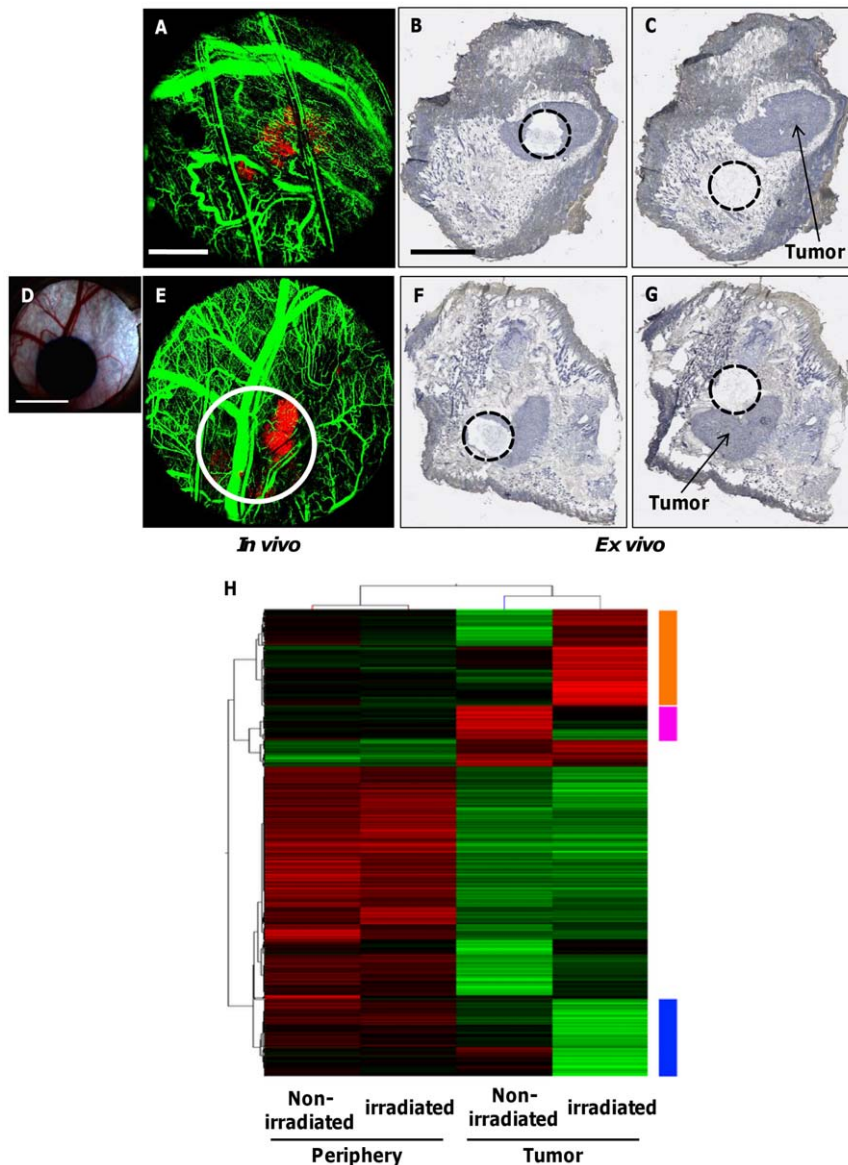 A
B
C
Tumor
D
E
F
G
Tumor
In vivo
Ex vivo
H
Non-
irradiated
irradiated
Non-
irradiated
irradiated
Periphery
Tumor